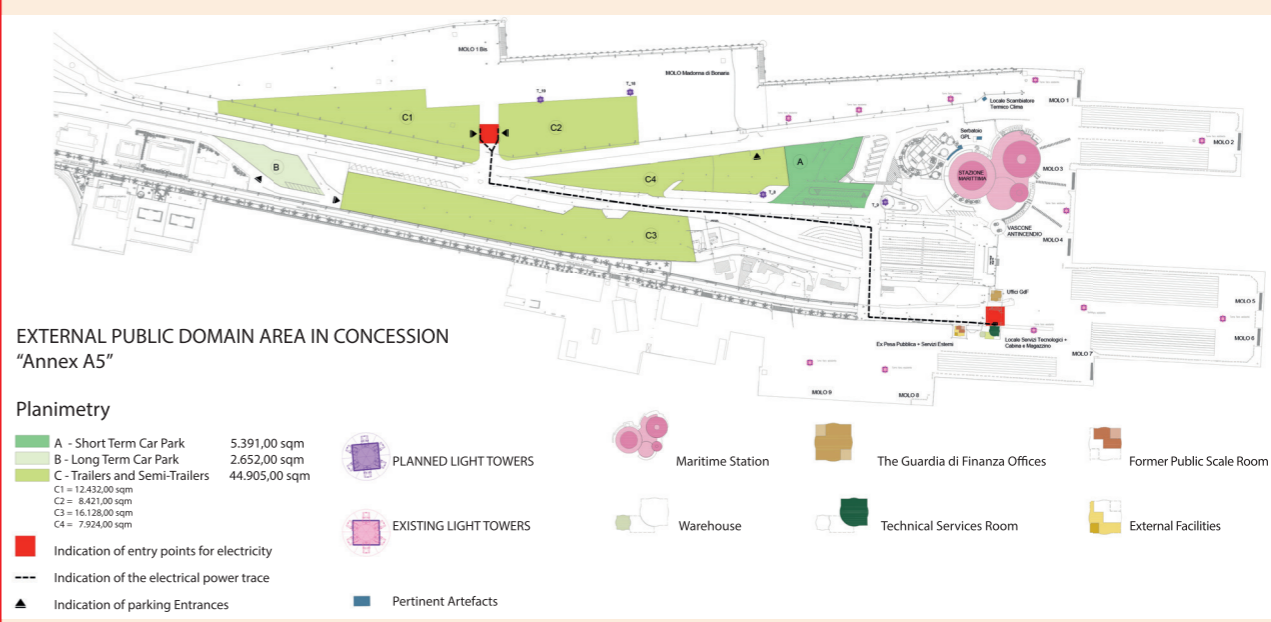 MOLO 1 Bis
MOLO Madonna di Bonaria
T_19
T_18
C1
C2
Locale Scambiatore
Termico Clima
MOLO 1
Serbatoio
GPL
MOLO 2
B
A
C4
STAZIONE
MARITTIMA
MOLO 3
C3
VASCONE
ANTINCENDIO
MOLO 4
Uffici GdF
MOLO 5
MOLO 6
Ex Pesa Pubblica + Servizi Esterni
Locale Servizi Tecnologici +
Cabina e Magazzino
MOLO 7
MOLO 9
MOLO 8
EXTERNAL PUBLIC DOMAIN AREA IN CONCESSION
“Annex A5”
Planimetry
A - Short Term Car Park 5.391,00 sqm
B - Long Term Car Park 2.652,00 sqm
C - Trailers and Semi-Trailers 44.905,00 sqm
C1 = 12.432,00 sqm
C2 = 8.421,00 sqm
C3 = 16.128,00 sqm
C4 = 7.924,00 sqm
Indication of entry points for electricity
Indication of the electrical power trace
Indication of parking Entrances
PLANNED LIGHT TOWERS
EXISTING LIGHT TOWERS
Pertinent Artefacts
Maritime Station
Warehouse
The Guardia di Finanza Offices
Technical Services Room
Former Public Scale Room
External Facilities